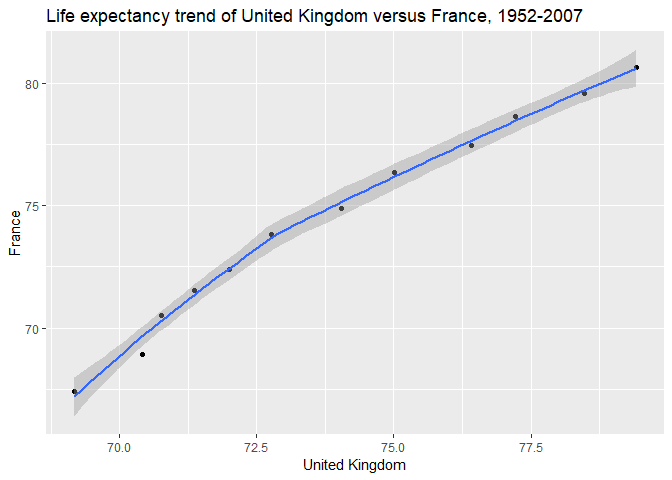 Life expectancy trend of United Kingdom versus France, 1952-2007
80
75
70
France
70.0 72.5 75.0 77.5
United Kingdom